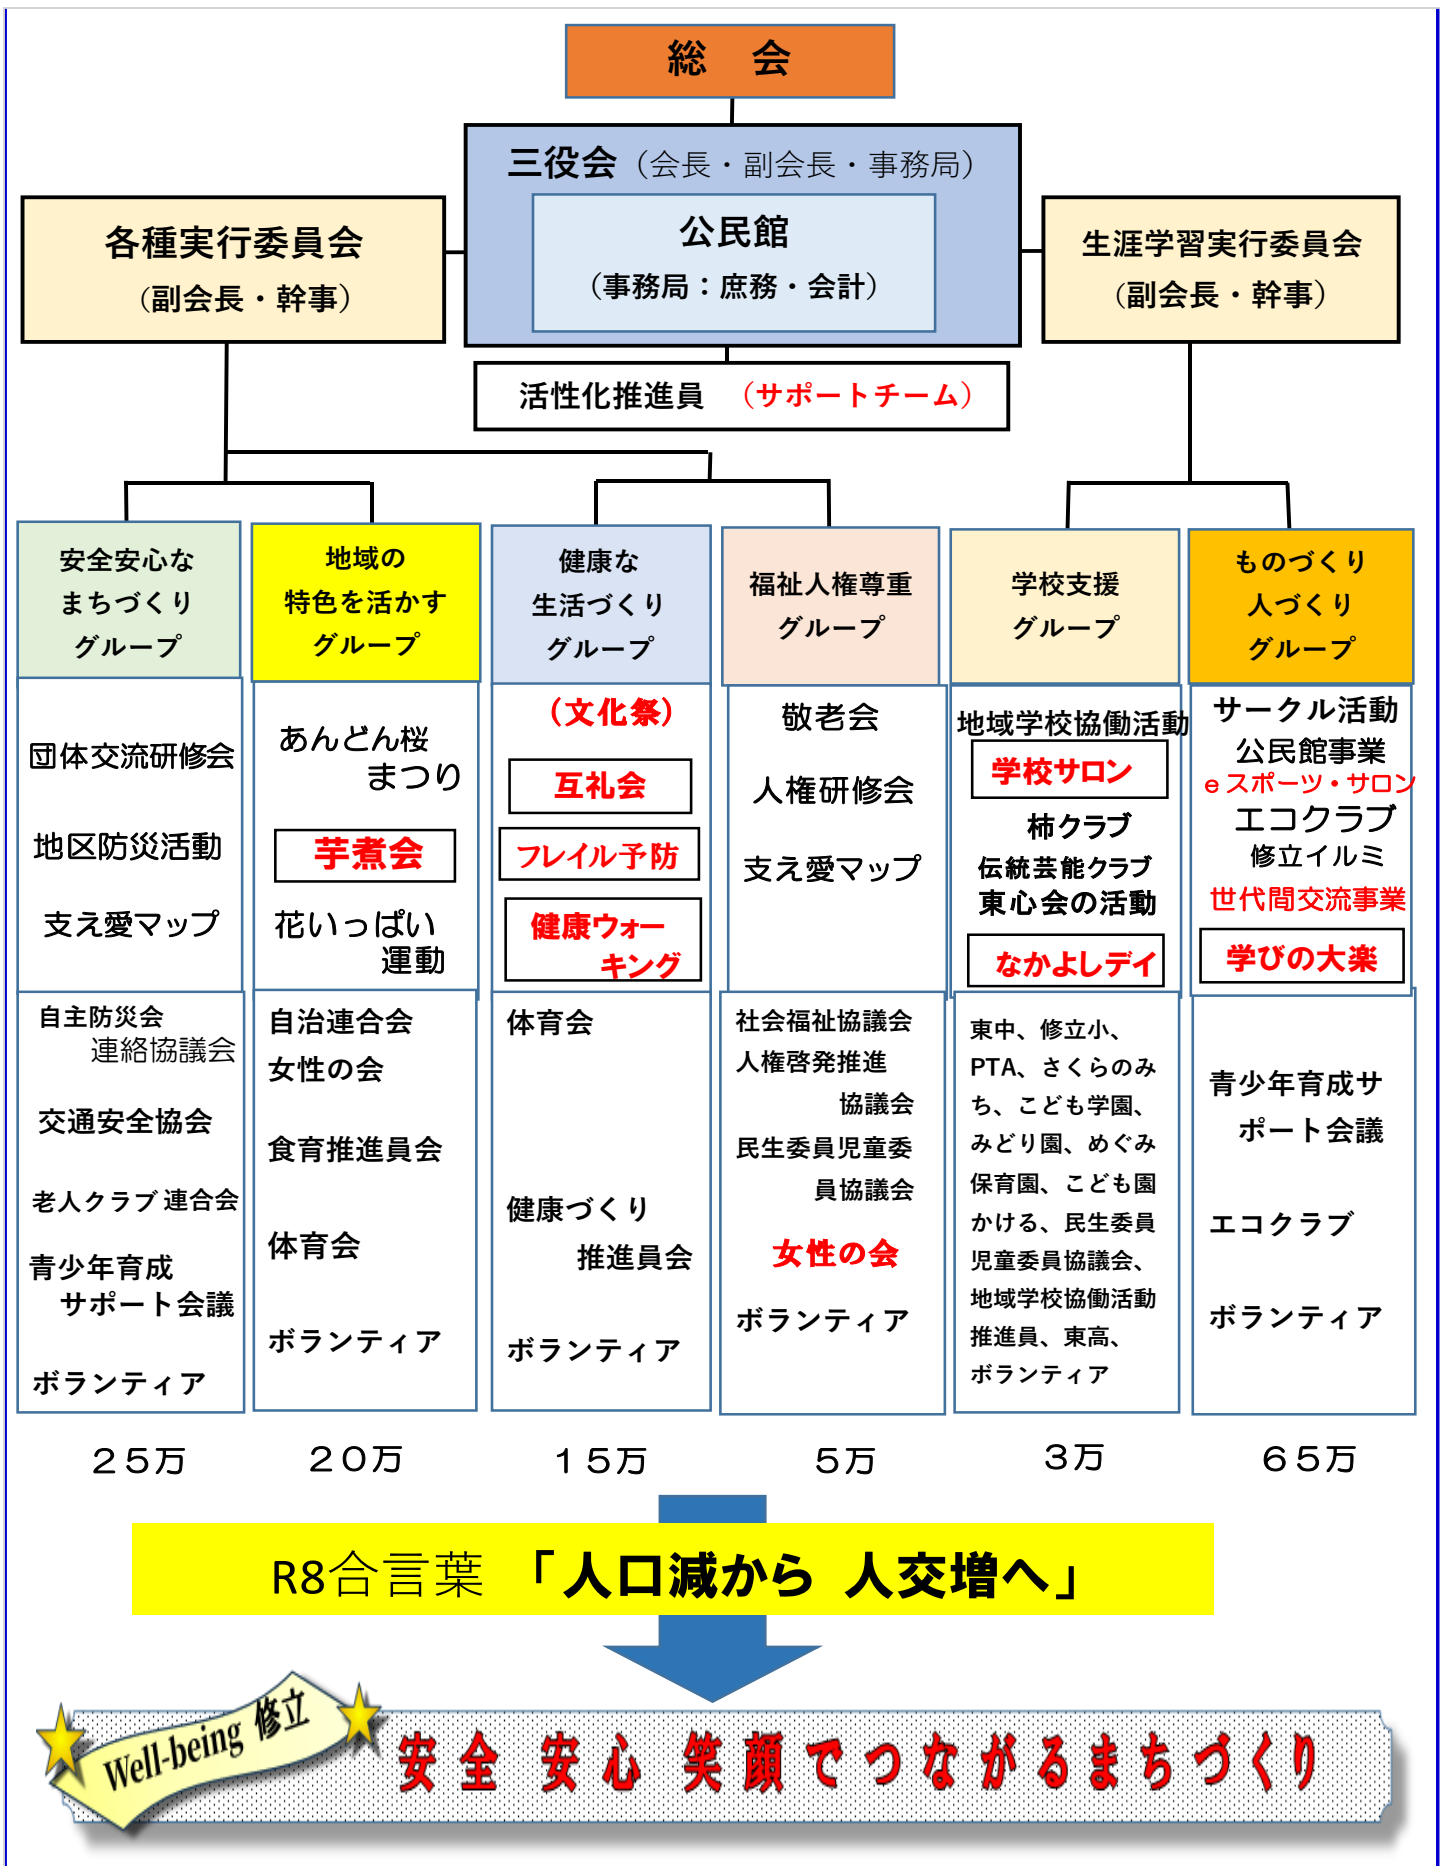 総　会
三役会（会長・副会長・事務局）
公民館
（事務局：庶務・会計）
各種実行委員会
（副会長・幹事）
生涯学習実行委員会
（副会長・幹事）
活性化推進員　（サポートチーム）
安全安心な
まちづくり
グループ
団体交流研修会
地区防災活動
支え愛マップ
自主防災会
連絡協議会
交通安全協会
老人クラブ連合会
青少年育成
サポート会議
ボランティア
25万
地域の
特色を活かす
グループ
あんどん桜
まつり
芋煮会
花いっぱい
運動
自治連合会
女性の会
食育推進員会
体育会
ボランティア
20万
健康な
生活づくり
グループ
（文化祭）
互礼会
フレイル予防
健康ウォー
キング
体育会
健康づくり
推進員会
ボランティア
15万
福祉人権尊重
グループ
敬老会
人権研修会
支え愛マップ
社会福祉協議会
人権啓発推進
協議会
民生委員児童委
員協議会
女性の会
ボランティア
5万
学校支援
グループ
地域学校協働活動
学校サロン
柿クラブ
伝統芸能クラブ
東心会の活動
なかよしデイ
東中、修立小、
PTA、さくらのみ
ち、こども学園、
みどり園、めぐみ
保育園、こども園
かける、民生委員
児童委員協議会、
地域学校協働活動
推進員、東高、
ボランティア
3万
ものづくり
人づくり
グループ
サークル活動
公民館事業
eスポーツ・サロン
エコクラブ
修立イルミ
世代間交流事業
学びの大楽
青少年育成サ
ポート会議
エコクラブ
ボランティア
65万
R8合言葉　「人口減から　人交増へ」
Well-being 修立
安全　安心　笑顔でつながるまちづくり